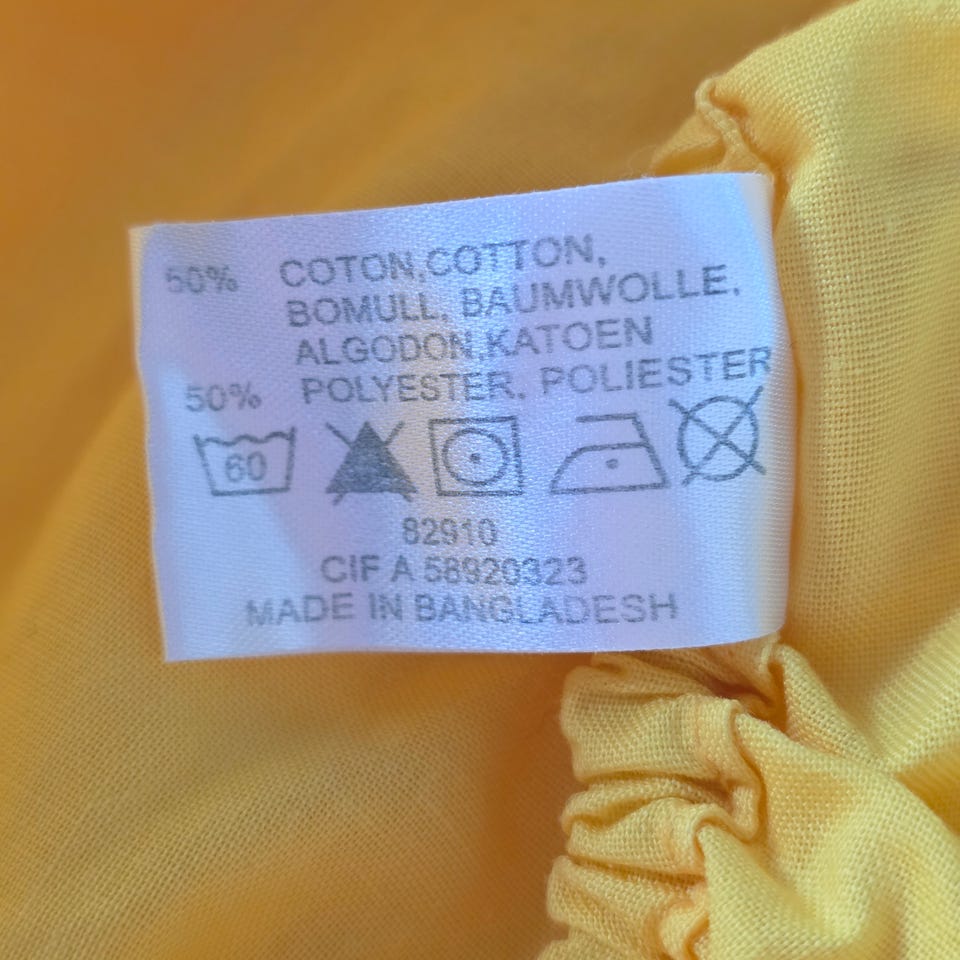 50% COTON,COTTON,
BOMULL, BAUMWOLLE,
ALGODON,KATOEN
50% POLYESTER, POLIESTER
60
82910
CIF A 58920323
MADE IN BANGLADESH